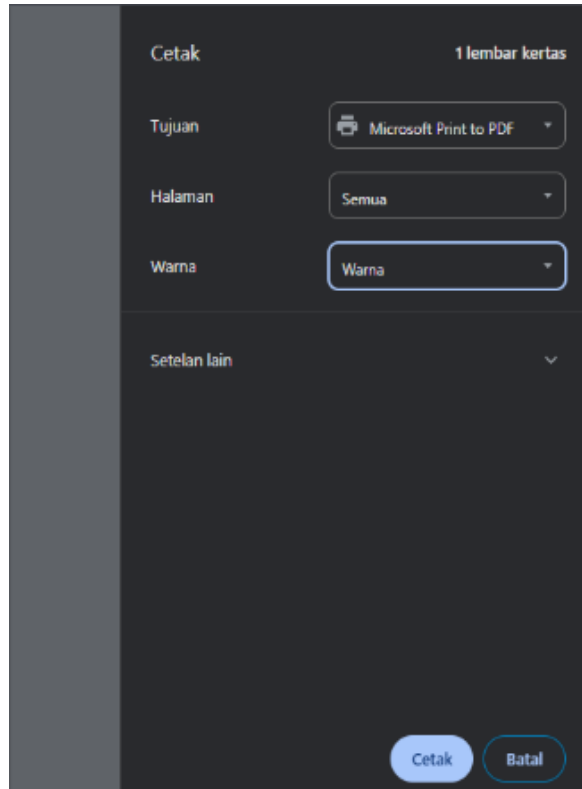 Cetak 1 lembar kertas
Tujuan Microsoft Print to PDF
Halaman Semua
Warna Warna
Setelan lain
Cetak Batal